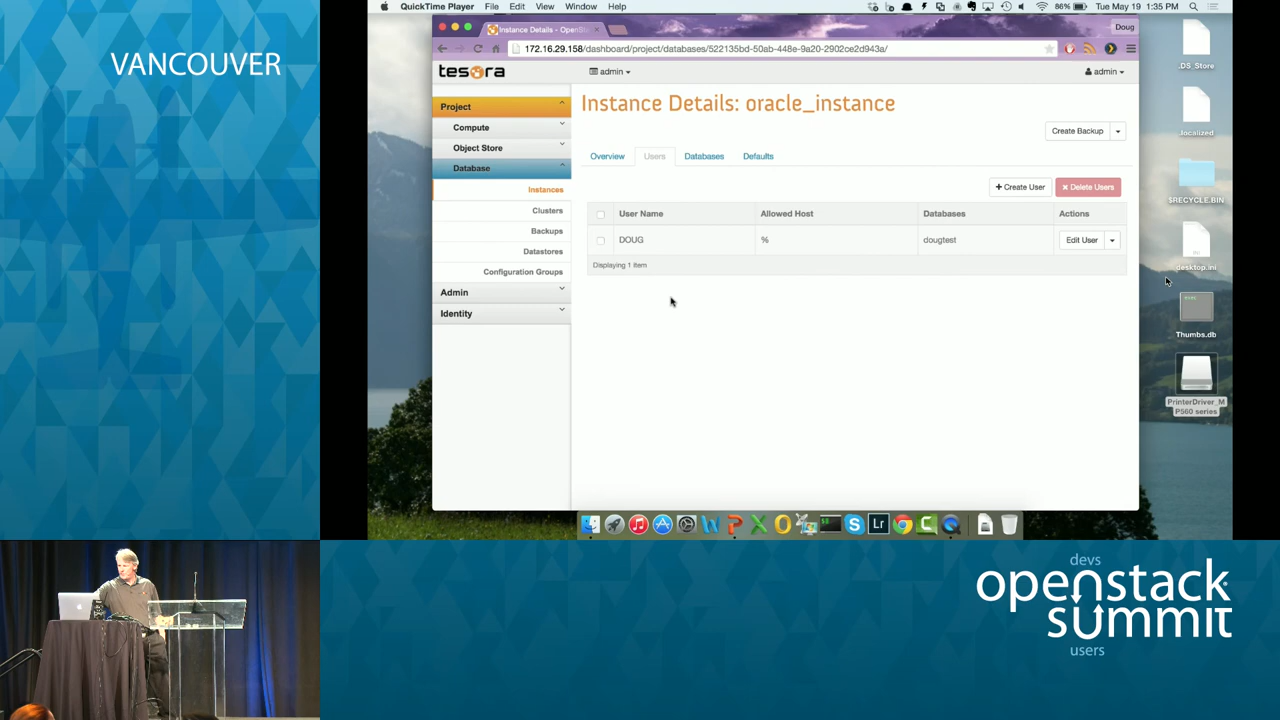 VANCOUVER
QuickTime Player File Edit View Window Help
86% Tue May 19 1:35 PM
Instance Details - OpenSt
Doug
172.16.29.158/dashboard/project/databases/522135bd-50ab-448e-9a20-2902ce2d943a/
tesora
admin
admin
Project
Compute
Object Store
Database
Instances
Clusters
Backups
Datastores
Configuration Groups
Admin
Identity
Instance Details: oracle_instance
Create Backup
Overview Users Databases Defaults
+ Create User
× Delete Users
User Name Allowed Host Databases Actions
DOUG % dougtest Edit User
Displaying 1 item
.DS_Store
.localized
$RECYCLE.BIN
desktop.ini
Thumbs.db
PrinterDriver_M
P560 series
Lr
devs
openstack
summit
users